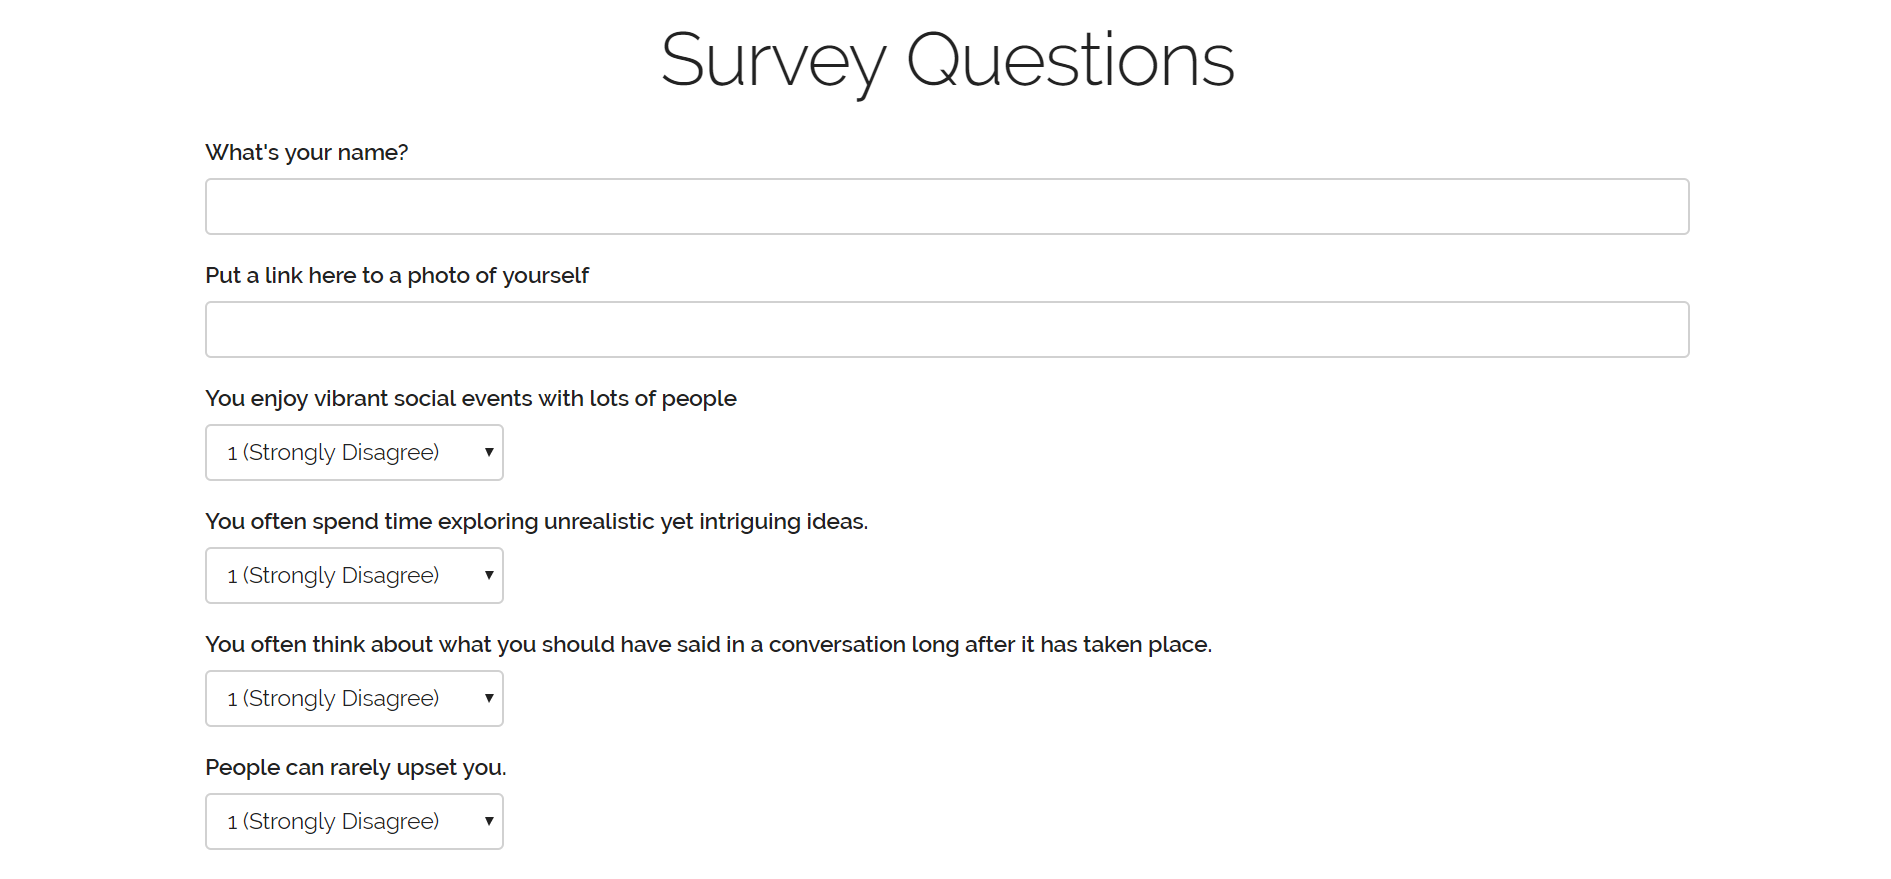 Survey Questions
What's your name?
Put a link here to a photo of yourself
You enjoy vibrant social events with lots of people
1 (Strongly Disagree)
You often spend time exploring unrealistic yet intriguing ideas.
1 (Strongly Disagree)
You often think about what you should have said in a conversation long after it has taken place.
1 (Strongly Disagree)
People can rarely upset you.
1 (Strongly Disagree)